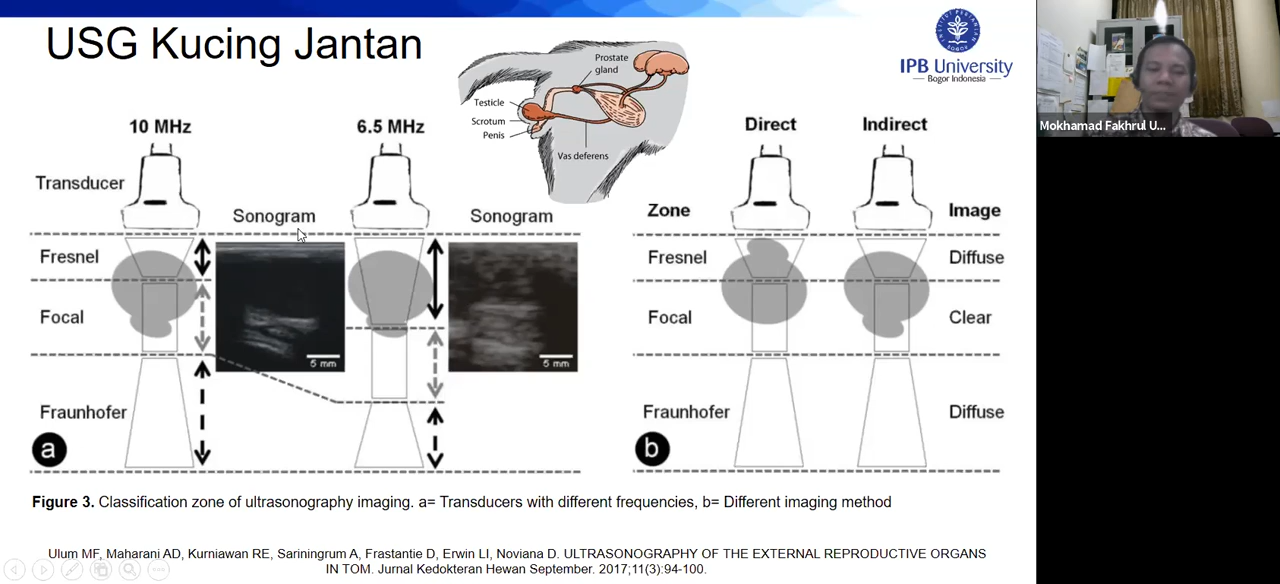 USG Kucing Jantan
Prostate
gland
Testicle
Scrotum
Penis
Vas deferens
INSTITUT PERTANIAN
BOGOR
IPB University
Bogor Indonesia
Mokhamad Fakhrul U...
10 MHz
6.5 MHz
Transducer
Sonogram
Sonogram
Fresnel
Focal
Fraunhofer
5 mm
5 mm
a
Direct
Indirect
Zone
Image
Fresnel
Diffuse
Focal
Clear
Fraunhofer
Diffuse
b
Figure 3. Classification zone of ultrasonography imaging. a= Transducers with different frequencies, b= Different imaging method
Ulum MF, Maharani AD, Kurniawan RE, Sariningrum A, Frastantie D, Erwin LI, Noviana D. ULTRASONOGRAPHY OF THE EXTERNAL REPRODUCTIVE ORGANS
IN TOM. Jurnal Kedokteran Hewan September. 2017;11(3):94-100.